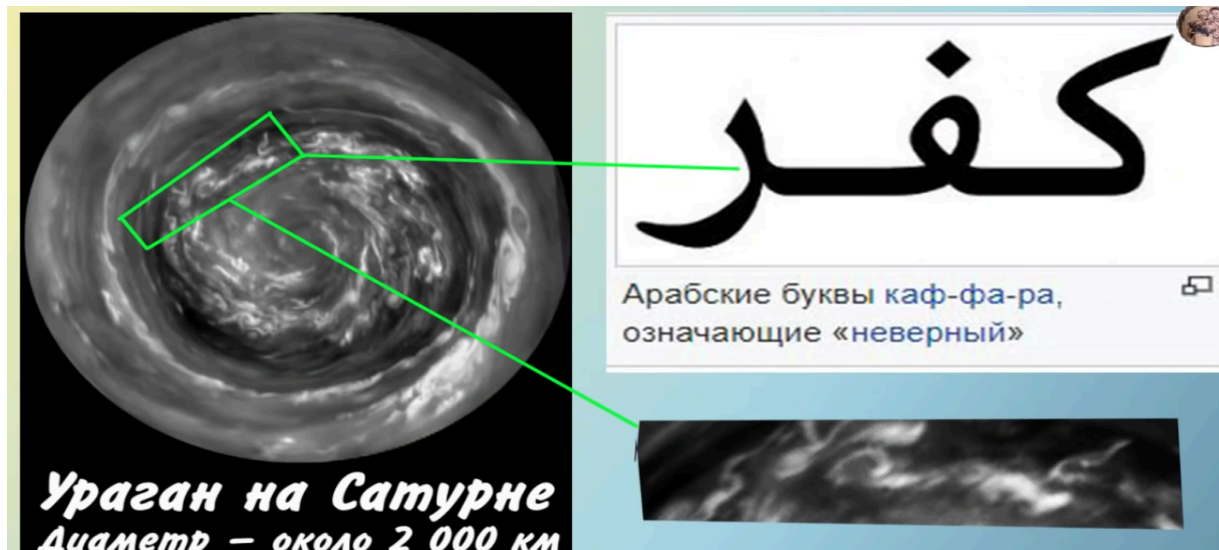 Ураган на Сатурне
Диаметр – около 2 000 км
كفر
Арабские буквы каф-фа-ра,
означающие «неверный»